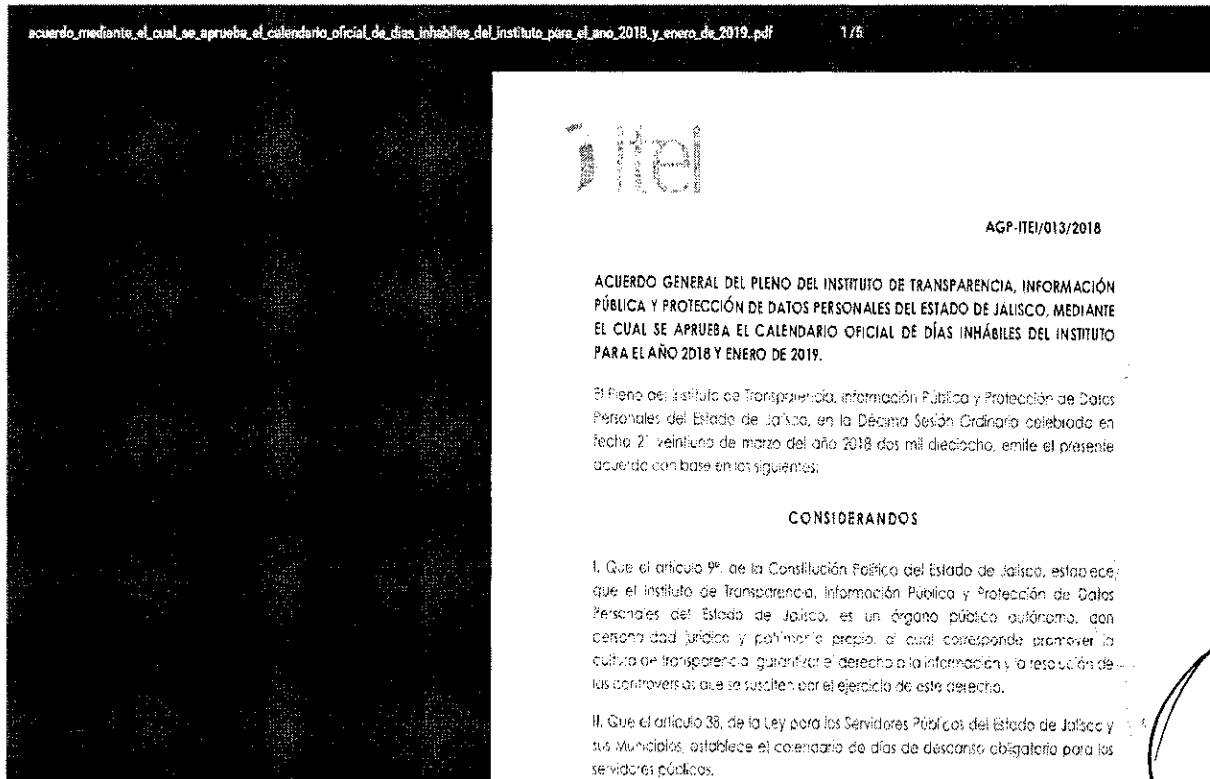 acuerdo_mediante_el_cual_se_aprueba_el_calendario_oficial_de_dias_inhabiles_del_instituto_para_el_ano_2018_y_enero_de_2019..pdf 1/6
itei
AGP-ITEI/013/2018
ACUERDO GENERAL DEL PLENO DEL INSTITUTO DE TRANSPARENCIA, INFORMACIÓN
PÚBLICA Y PROTECCIÓN DE DATOS PERSONALES DEL ESTADO DE JALISCO, MEDIANTE
EL CUAL SE APRUEBA EL CALENDARIO OFICIAL DE DÍAS INHÁBILES DEL INSTITUTO
PARA EL AÑO 2018 Y ENERO DE 2019.
El Pleno del Instituto de Transparencia, Información Pública y Protección de Datos
Personales del Estado de Jalisco, en la Décima Sesión Ordinaria celebrada en
fecha 21 veintiuno de marzo del año 2018 dos mil dieciocho, emite el presente
acuerdo con base en los siguientes:
CONSIDERANDOS
I. Que el artículo 9°. de la Constitución Política del Estado de Jalisco, establece,
que el Instituto de Transparencia, Información Pública y Protección de Datos
Personales del Estado de Jalisco, es un órgano público autónomo, con
personalidad jurídica y patrimonio propio, al cual corresponde promover la
cultura de transparencia, garantizar el derecho a la información y la resolución de
las controversias que se susciten por el ejercicio de este derecho.
II. Que el artículo 38, de la Ley para los Servidores Públicos del Estado de Jalisco y
sus Municipios, establece el calendario de días de descanso obligatorio para los
servidores públicos.